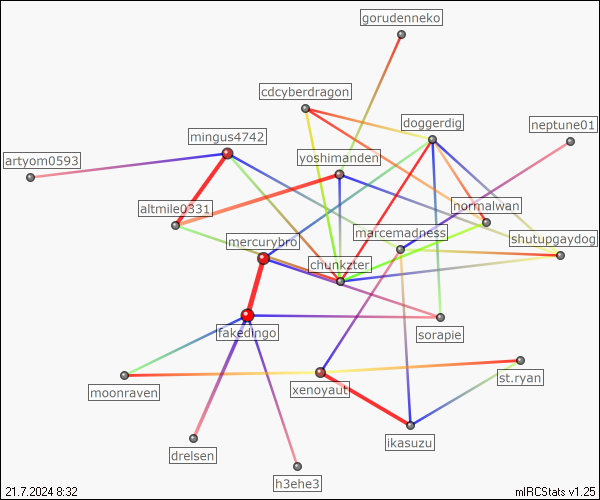 gorudenneko
cdcyberdragon
doggerdig
neptune01
mingus4742
artyom0593
yoshimanden
altmile0331
normalwan
marcemadness
mercurybro
shutupgaydog
chunkzter
fakedingo
sorapie
st.ryan
moonraven
xenoyaut
ikasuzu
drelsen
h3ehe3
21.7.2024 8:32
mIRCStats v1.25